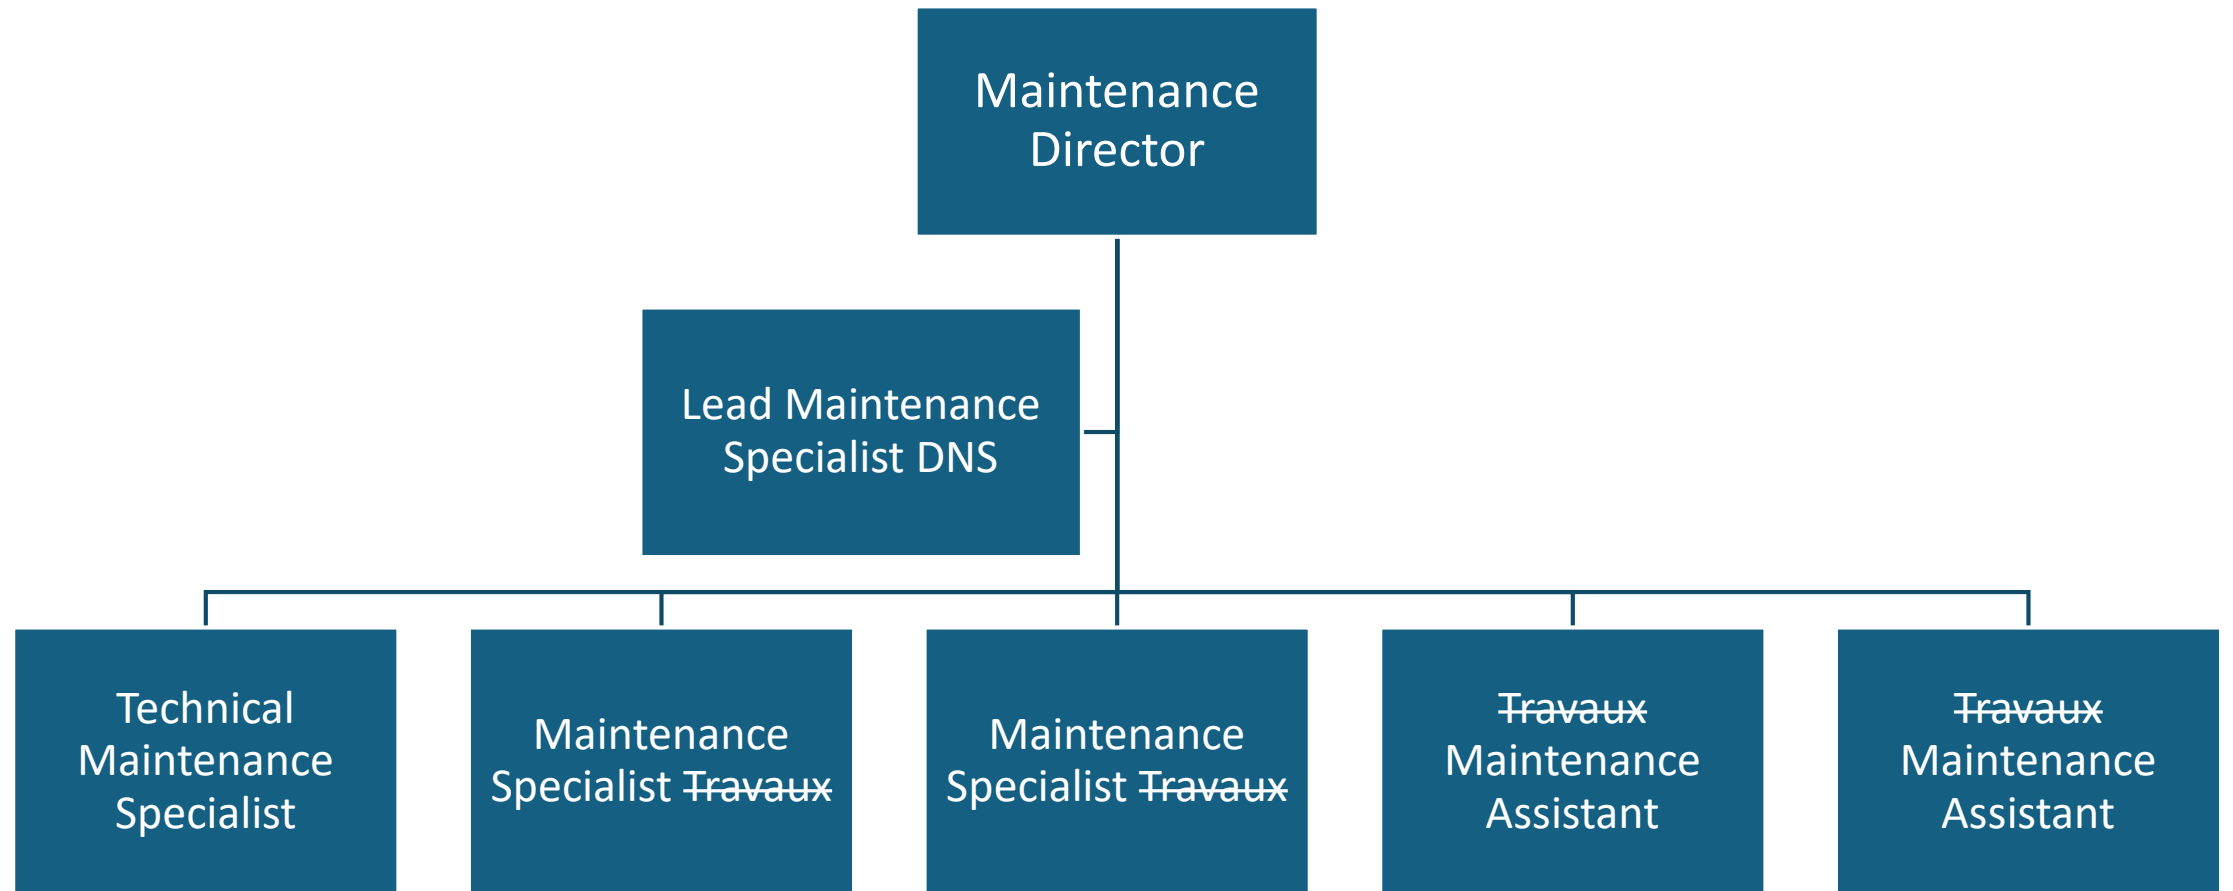 Maintenance
Director
Lead Maintenance
Specialist DNS
Technical
Maintenance
Specialist
Maintenance
Specialist ~~Travaux~~
Maintenance
Specialist ~~Travaux~~
~~Travaux~~
Maintenance
Assistant
~~Travaux~~
Maintenance
Assistant